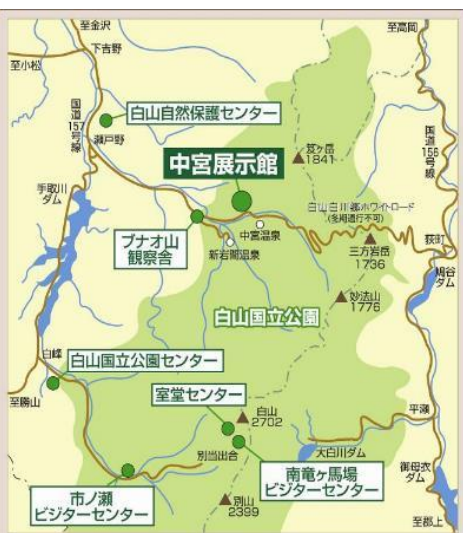 至金沢
下吉野
至小松
国道157号線
至高岡
白山自然保護センター
瀬戸野
中宮展示館
笈ヶ岳
1841
国道156号線
手取川
ダム
白山白川郷ホワイトロード
(冬期通行不可)
ブナオ山
観察舎
中宮温泉
新岩間温泉
荻町
三方岩岳
1736
鳩谷
ダム
妙法山
1776
白山国立公園
白峰
白山国立公園センター
至勝山
室堂センター
白山
2702
平瀬
大白川ダム
別当出合
南竜ヶ馬場
ビジターセンター
御母衣
ダム
市ノ瀬
ビジターセンター
別山
2399
至郡上